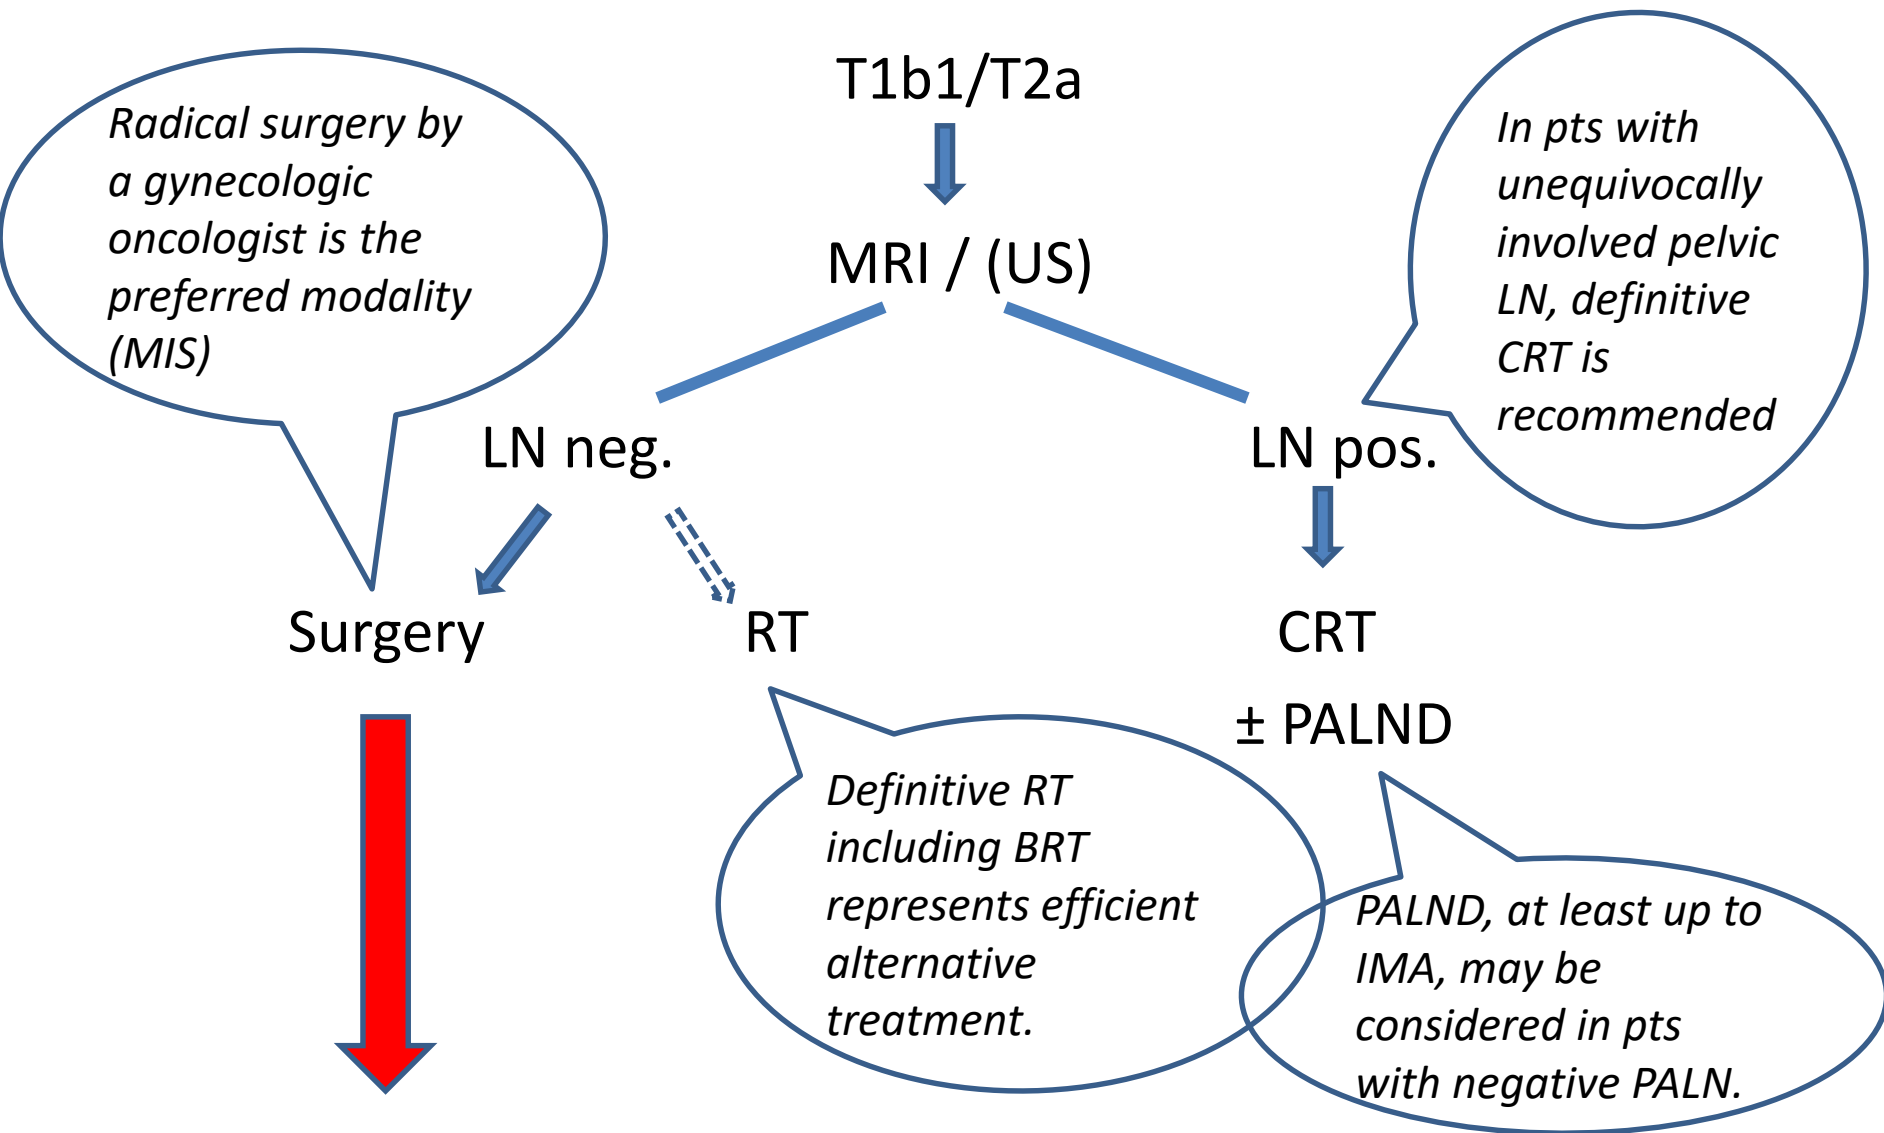 T1b1/T2a
MRI / (US)
Radical surgery by
a gynecologic
oncologist is the
preferred modality
(MIS)
In pts with
unequivocally
involved pelvic
LN, definitive
CRT is
recommended
LN neg.
LN pos.
Surgery
RT
CRT
± PALND
Definitive RT
including BRT
represents efficient
alternative
treatment.
PALND, at least up to
IMA, may be
considered in pts
with negative PALN.